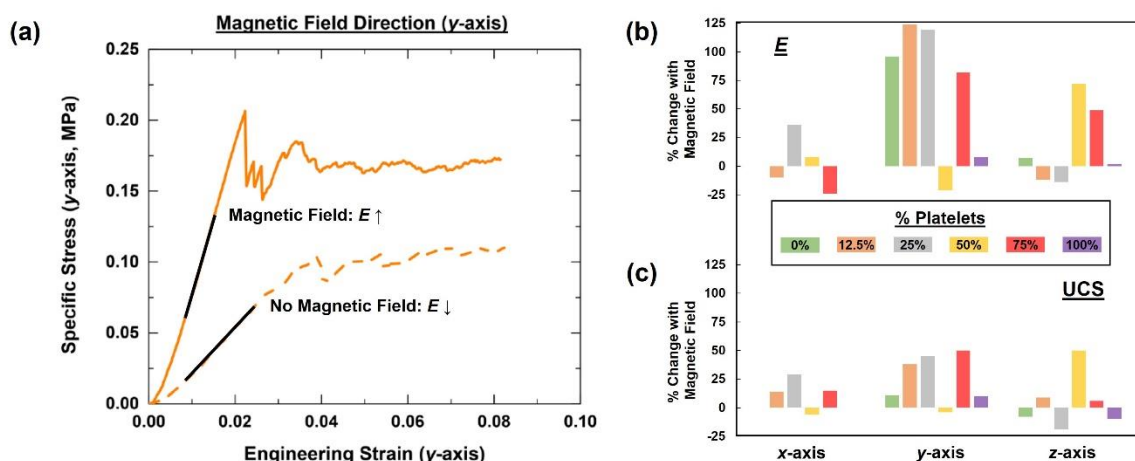 (a)
Magnetic Field Direction (y-axis)
Specific Stress (y-axis, MPa)
0.25
0.20
0.15
0.10
0.05
0.00
Magnetic Field: E ↑
No Magnetic Field: E ↓
0.00 0.02 0.04 0.06 0.08 0.10
Engineering Strain (y-axis)
(b)
E
% Change with
Magnetic Field
125
100
75
50
25
0
-25
% Platelets
0% 12.5% 25% 50% 75% 100%
(c)
UCS
% Change with
Magnetic Field
125
100
75
50
25
0
-25
x-axis y-axis z-axis